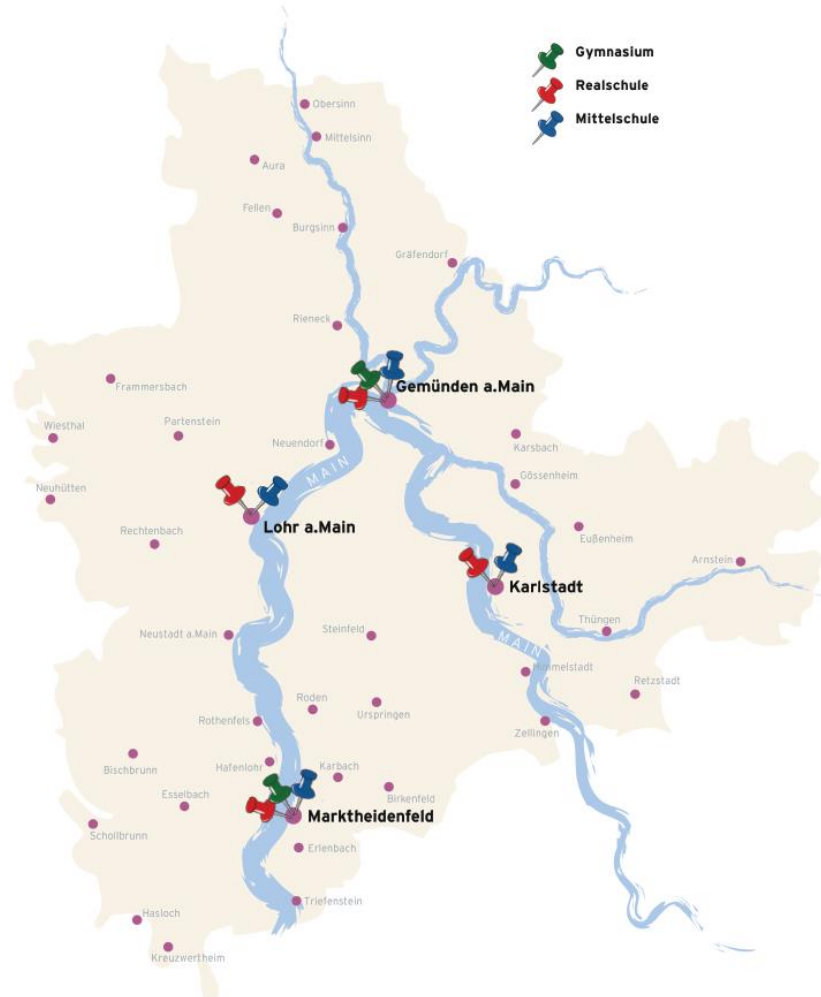 Gymnasium
Realschule
Mittelschule
Obersinn
Mittelsinn
Aura
Fellen
Burgsinn
Gräfendorf
Rieneck
Frammersbach
Gemünden a.Main
Partenstein
Wiesthal
Neuendorf
MAIN
Karsbach
Gössenheim
Neuhütten
Lohr a.Main
Rechtenbach
Eußenheim
Arnstein
Karlstadt
Thüngen
Neustadt a.Main
Steinfeld
MAIN
Himmelstadt
Retzstadt
Roden
Urspringen
Rothenfels
Zellingen
Bischbrunn
Hafenlohr
Karbach
Esselbach
Birkenfeld
Marktheidenfeld
Schollbrunn
Erlenbach
Triefenstein
Hasloch
Kreuzwertheim